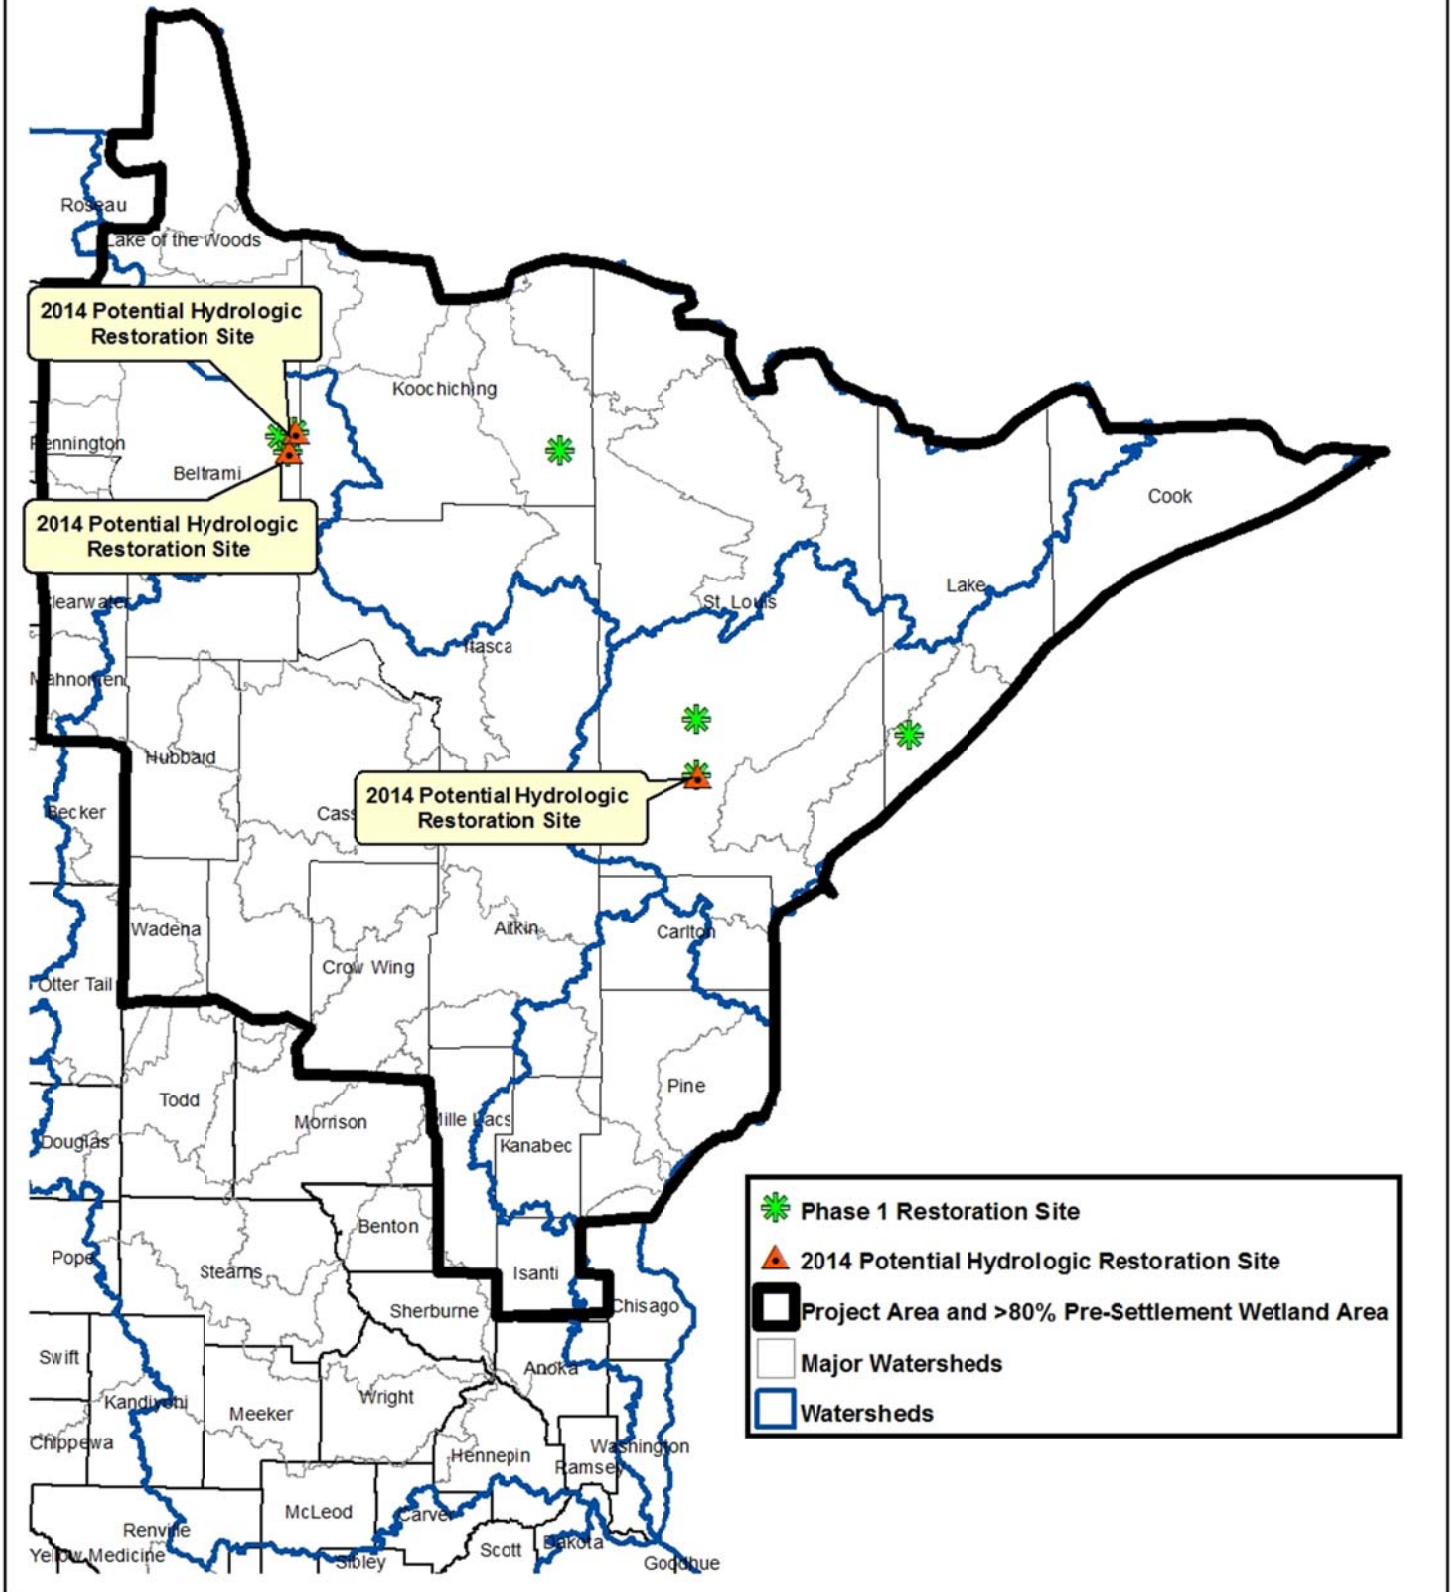 Roseau
Lake of the Woods
2014 Potential Hydrologic
Restoration Site
Koochiching
Pennington
Beltrami
Cook
2014 Potential Hydrologic
Restoration Site
Lake
Clearwater
St. Louis
Itasca
Mahnomen
Hubbard
2014 Potential Hydrologic
Restoration Site
Becker
Cass
Wadena
Aitkin
Carlton
Crow Wing
Otter Tail
Pine
Todd
Morrison
Mille Lacs
Douglas
Kanabec
Phase 1 Restoration Site
Benton
Pope
Stearns
Isanti
2014 Potential Hydrologic Restoration Site
Sherburne
Chisago
Project Area and >80% Pre-Settlement Wetland Area
Swift
Anoka
Major Watersheds
Kandiyohi
Wright
Meeker
Watersheds
Chippewa
Hennepin
Washington
Ramsey
McLeod
Carver
Renville
Yellow Medicine
Sibley
Scott
Dakota
Goodhue